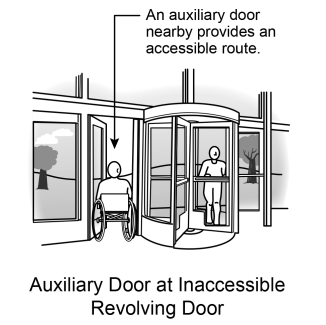 An auxiliary door
nearby provides an
accessible route.
Auxiliary Door at Inaccessible
Revolving Door